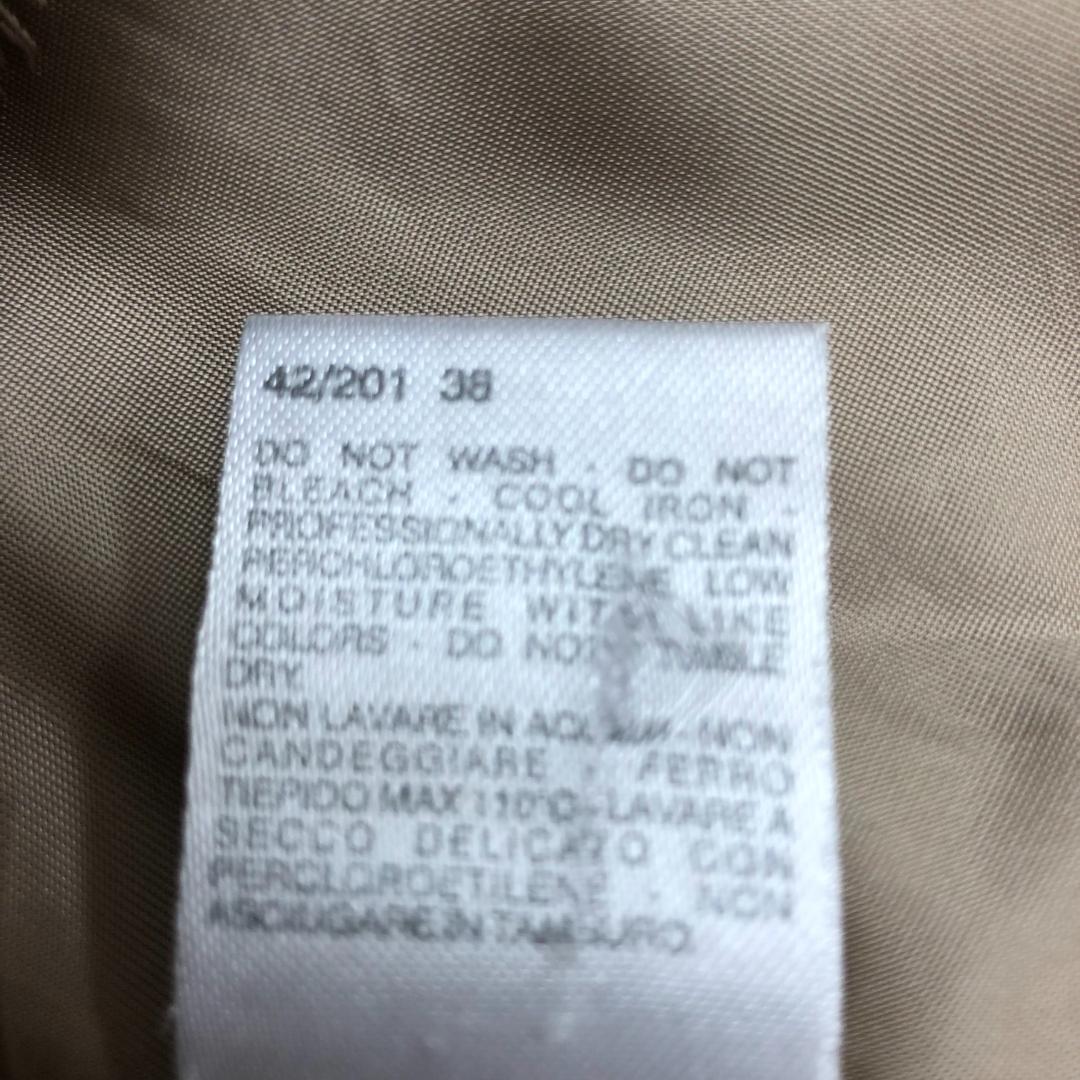 42/201 38
DO NOT WASH - DO NOT
BLEACH - COOL IRON -
PROFESSIONALLY DRY CLEAN
PERCHLOROETHYLENE LOW
MOISTURE WITH LIKE
COLORS - DO NOT TUMBLE
DRY
NON LAVARE IN ACQUA - NON
CANDEGGIARE - FERRO
TIEPIDO MAX 110°C - LAVARE A
SECCO DELICATO CON
PERCLOROETILENE - NON
ASCIUGARE IN TAMBURO